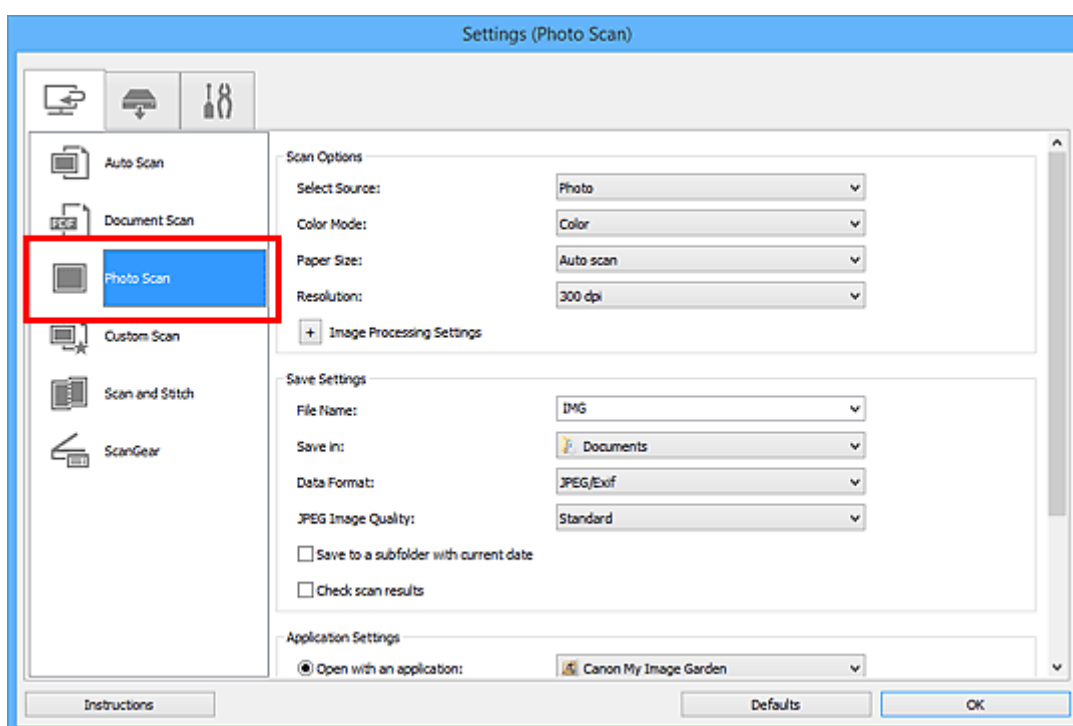 Settings (Photo Scan)
Auto Scan
PDF
Document Scan
Photo Scan
Custom Scan
Scan and Stitch
ScanGear
Scan Options
Select Source: Photo
Color Mode: Color
Paper Size: Auto scan
Resolution: 300 dpi
+ Image Processing Settings
Save Settings
File Name: IMG
Save in: Documents
Data Format: JPEG/Exif
JPEG Image Quality: Standard
Save to a subfolder with current date
Check scan results
Application Settings
Open with an application: Canon My Image Garden
Instructions
Defaults
OK